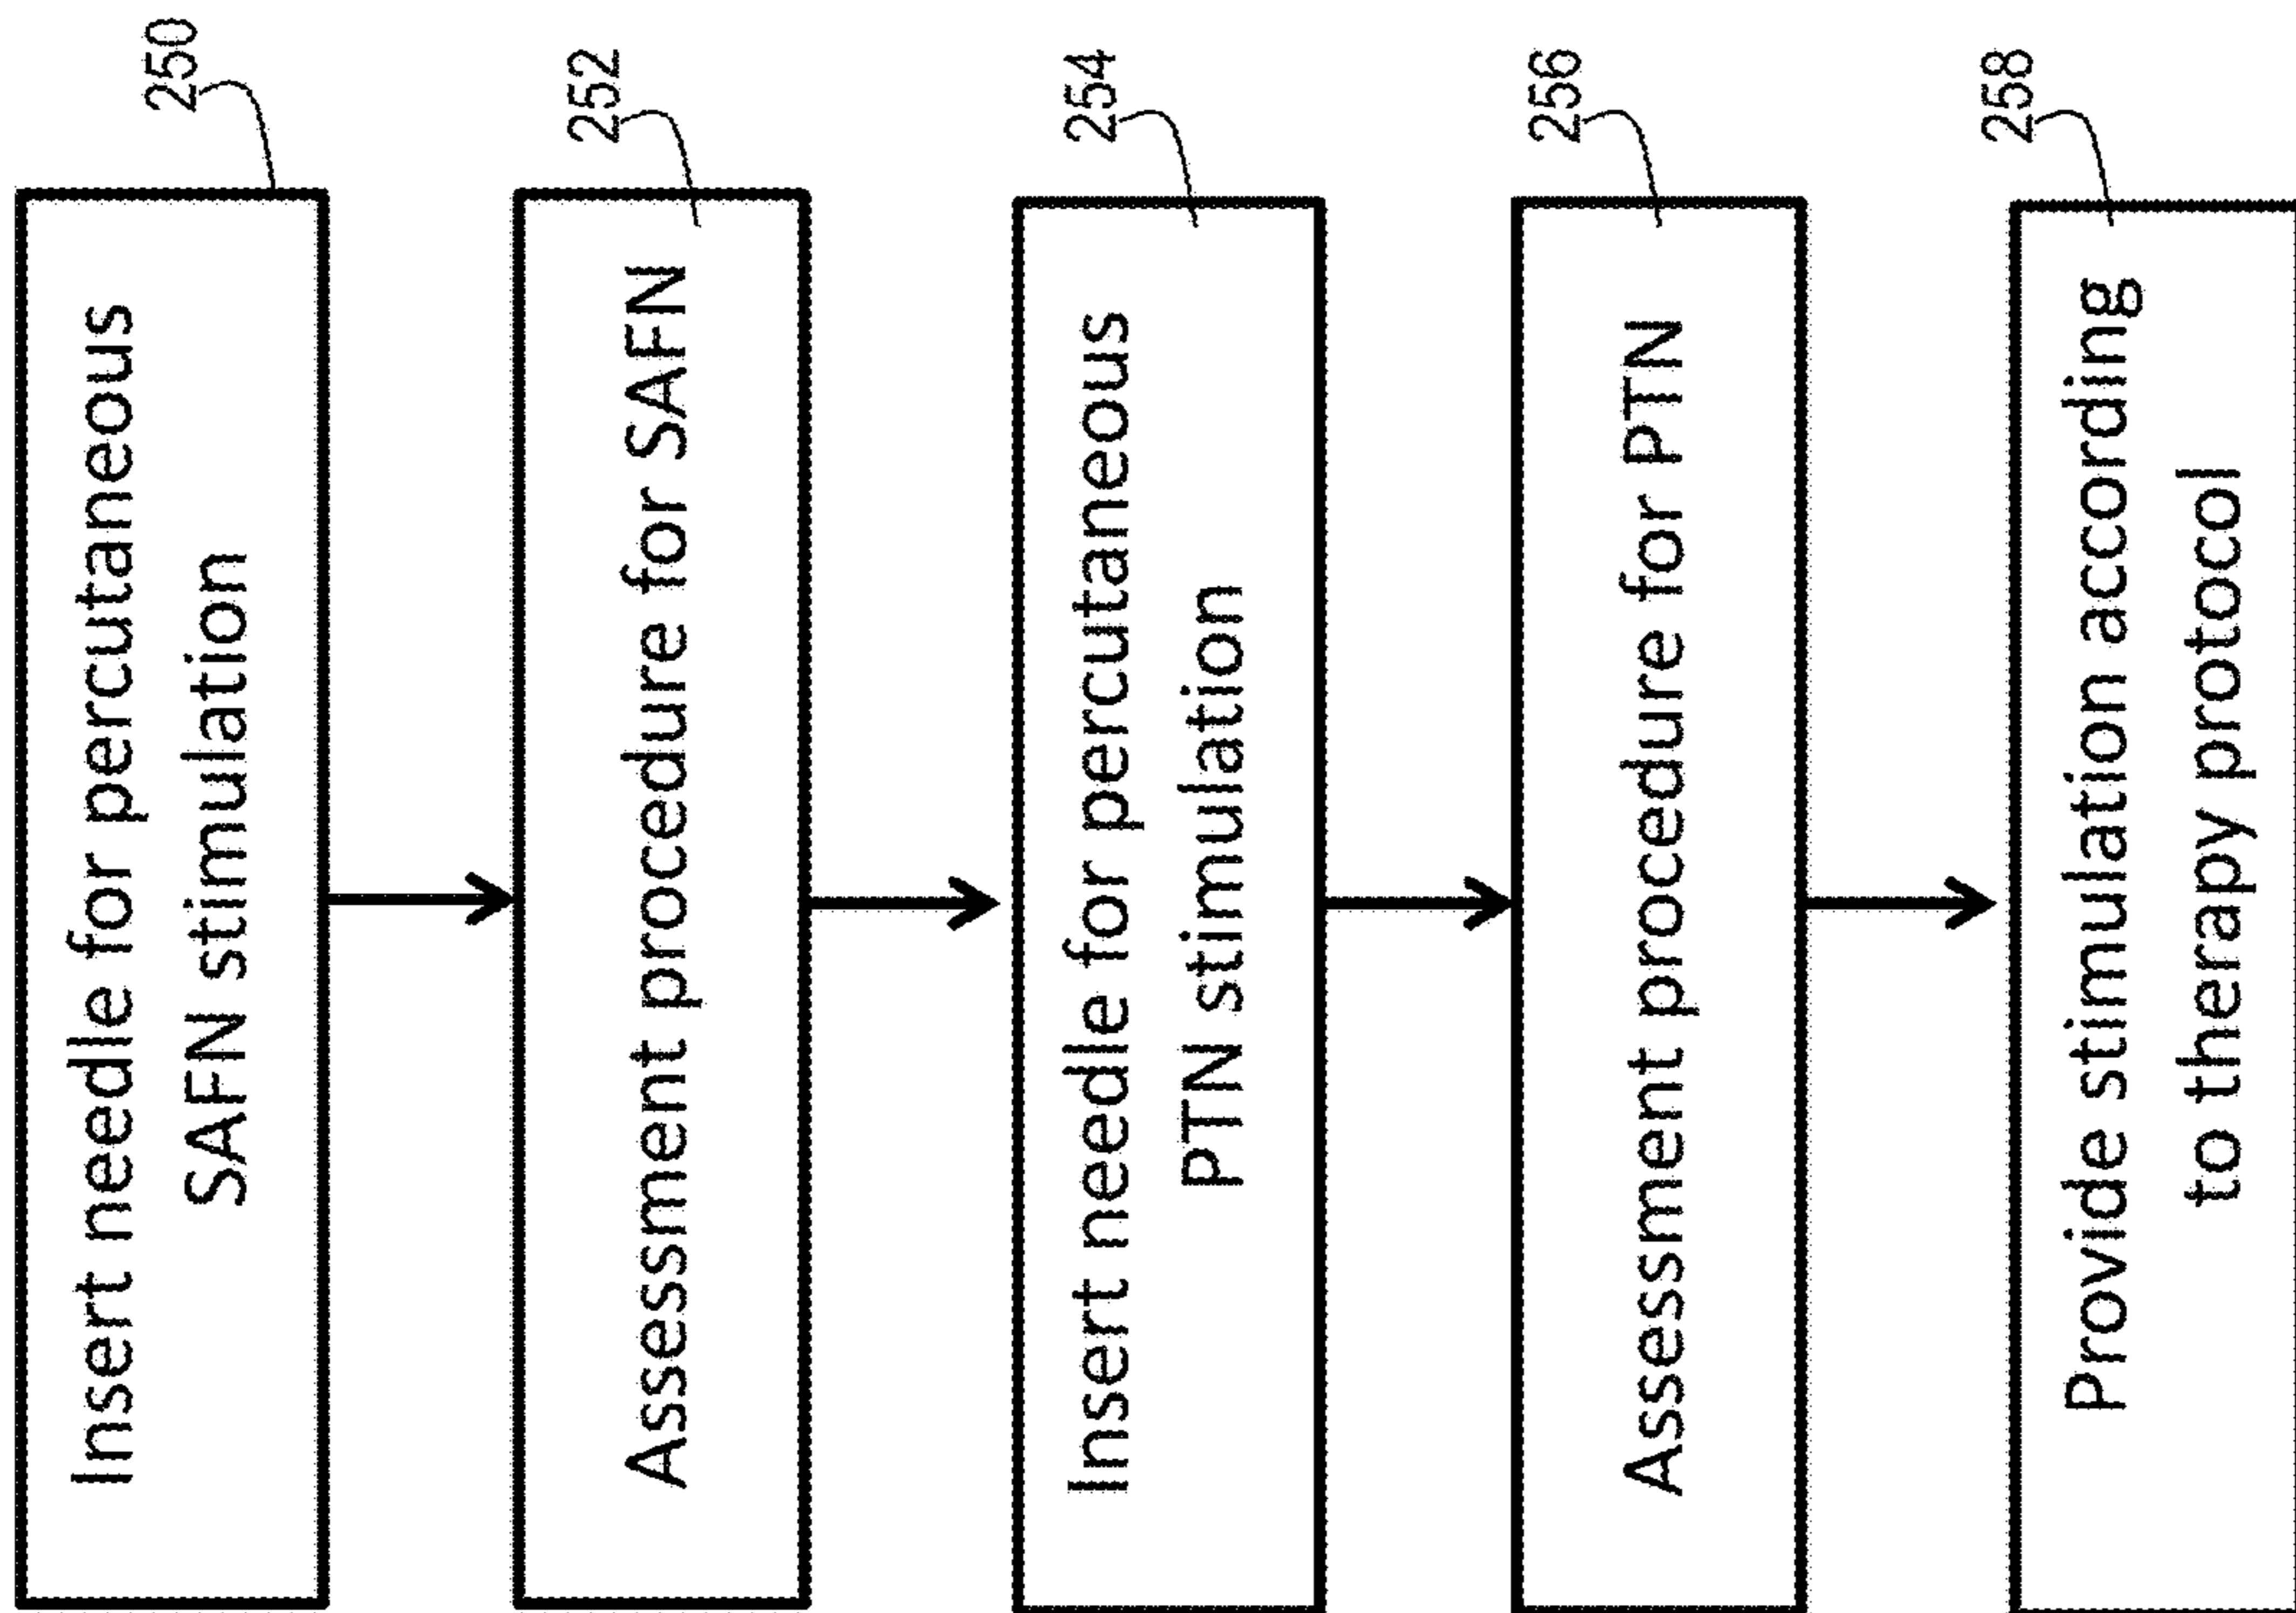 250
Insert needle for percutaneous
SAFN stimulation
252
Assessment procedure for SAFN
254
Insert needle for percutaneous
PTN stimulation
256
Assessment procedure for PTN
258
Provide stimulation according
to therapy protocol